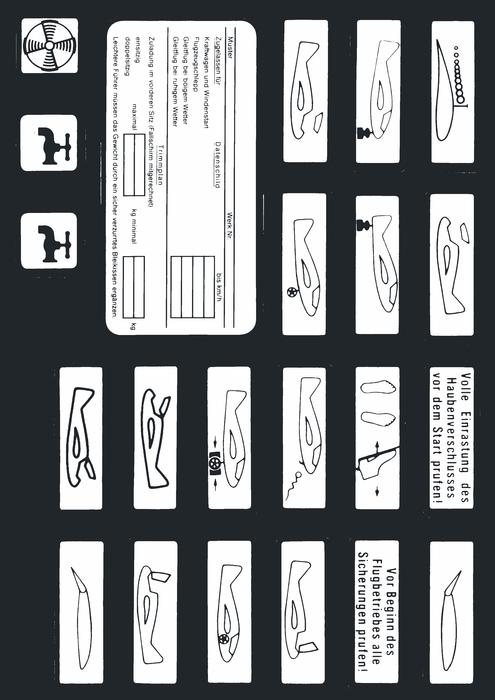 Muster
Werk Nr.
Datenschild
Zugelassen für
bis km/h
Kraftwagen und Windenstart
Flugzeugschlepp
Gleitflug bei böigem Wetter
Gleitflug bei ruhigem Wetter
Trimmplan
Zuladung im vorderen Sitz (Fallschirm mitgerechnet)
maximal
kg minimal
kg
einsitzig
doppelsitzig
Leichtere Führer müssen das Gewicht durch ein sicher verzurrtes Bleikissen ergänzen.
Volle Einrastung des
Haubenverschlusses
vor dem Start prüfen!
Vor Beginn des
Flugbetriebes alle
Sicherungen prüfen!